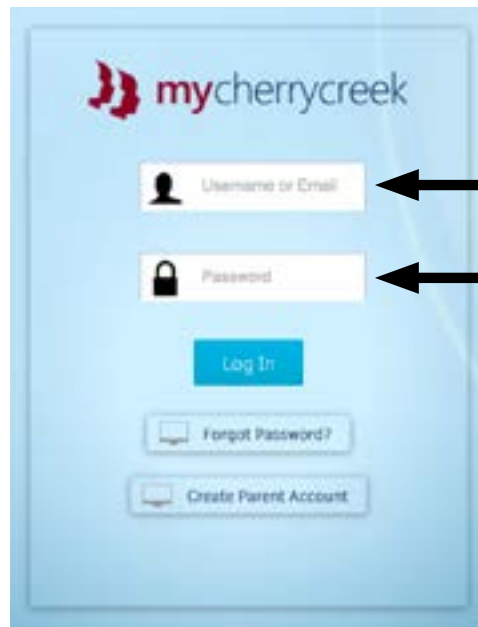 mycherrycreek
Username or Email
Password
Log In
Forgot Password?
Create Parent Account